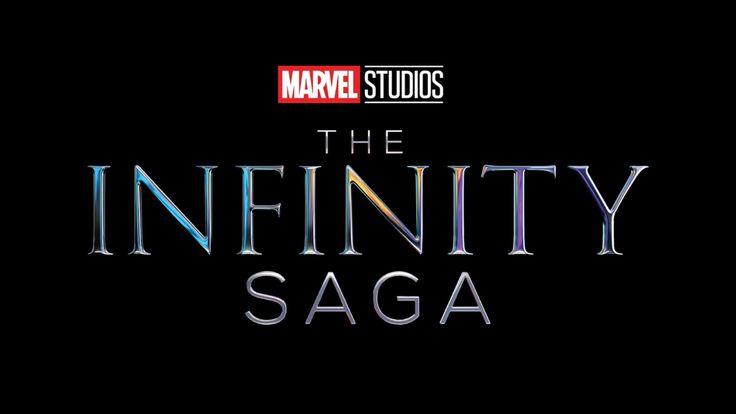 MARVEL STUDIOS
THE
INFINITY
SAGA